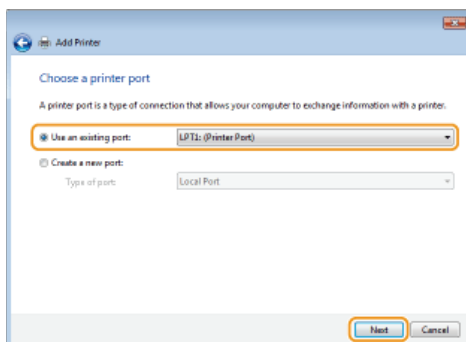 Add Printer
Choose a printer port
A printer port is a type of connection that allows your computer to exchange information with a printer.
Use an existing port: LPT1: (Printer Port)
Create a new port:
Type of port: Local Port
Next Cancel